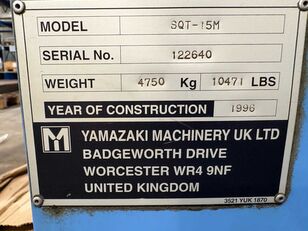 MODEL SQT-15M
SERIAL No. 122640
WEIGHT 4750 Kg 10471 LBS
YEAR OF CONSTRUCTION 1996
M YAMAZAKI MACHINERY UK LTD
BADGEWORTH DRIVE
WORCESTER WR4 9NF
UNITED KINGDOM
3521 YUK 1870